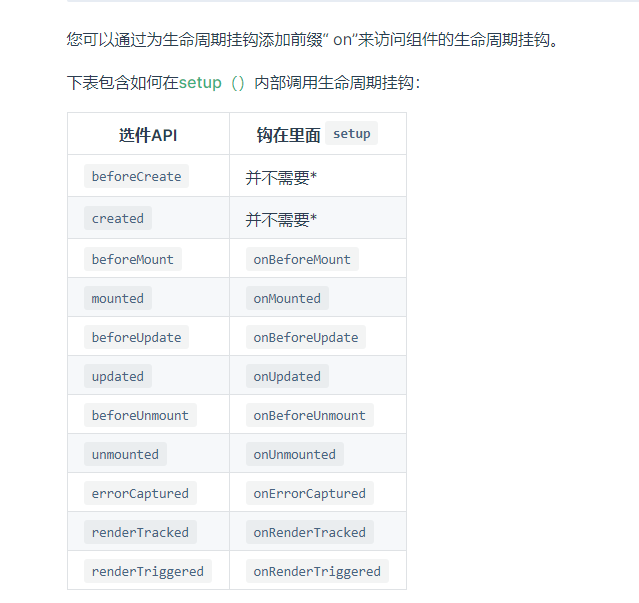 您可以通过为生命周期挂钩添加前缀“ on”来访问组件的生命周期挂钩。
下表包含如何在setup（）内部调用生命周期挂钩：
选件API 钩在里面 setup
beforeCreate 并不需要*
created 并不需要*
beforeMount onBeforeMount
mounted onMounted
beforeUpdate onBeforeUpdate
updated onUpdated
beforeUnmount onBeforeUnmount
unmounted onUnmounted
errorCaptured onErrorCaptured
renderTracked onRenderTracked
renderTriggered onRenderTriggered